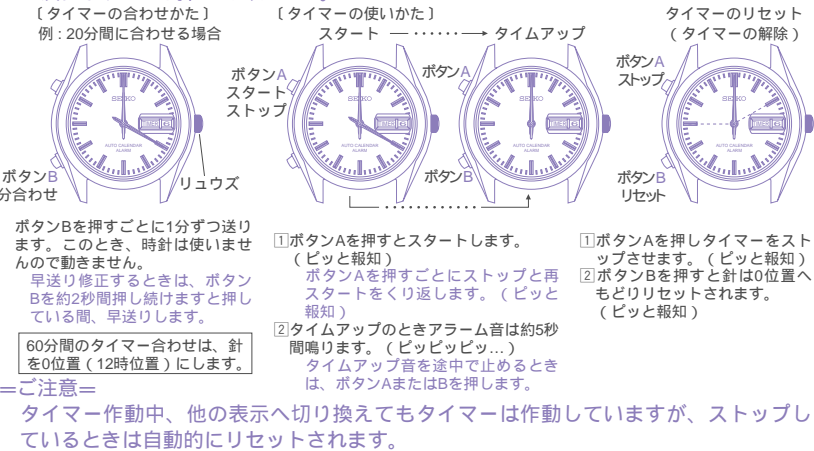 〔タイマーの合わせかた〕
例：20分間に合わせる場合
ボタンB
分合わせ
リュウズ
SEIKO
TIMER
AUTO CALENDAR
ALARM
ボタンBを押すごとに1分ずつ送り
ます。このとき、時針は使いませ
んので動きません。
早送り修正するときは、ボタン
Bを約2秒間押し続けますと押し
ている間、早送りします。
60分間のタイマー合わせは、針
を0位置（12時位置）にします。
〔タイマーの使いかた〕
スタート ―・・・・・・→ タイムアップ
ボタンA
スタート
ストップ
SEIKO
TIMER
AUTO CALENDAR
ALARM
ボタンA
ボタンB
SEIKO
TIMER
AUTO CALENDAR
ALARM
1ボタンAを押すとスタートします。
（ピッと報知）
ボタンAを押すごとにストップと再
スタートをくり返します。（ピッと
報知）
2タイムアップのときアラーム音は約5秒
間鳴ります。（ピッピッピッ…）
タイムアップ音を途中で止めるとき
は、ボタンAまたはBを押します。
タイマーのリセット
（タイマーの解除）
ボタンA
ストップ
ボタンB
リセット
SEIKO
TIMER
AUTO CALENDAR
ALARM
1ボタンAを押しタイマーをスト
ップさせます。（ピッと報知）
2ボタンBを押すと針は0位置へ
もどりリセットされます。
（ピッと報知）
＝ご注意＝
タイマー作動中、他の表示へ切り換えてもタイマーは作動していますが、ストップし
ているときは自動的にリセットされます。